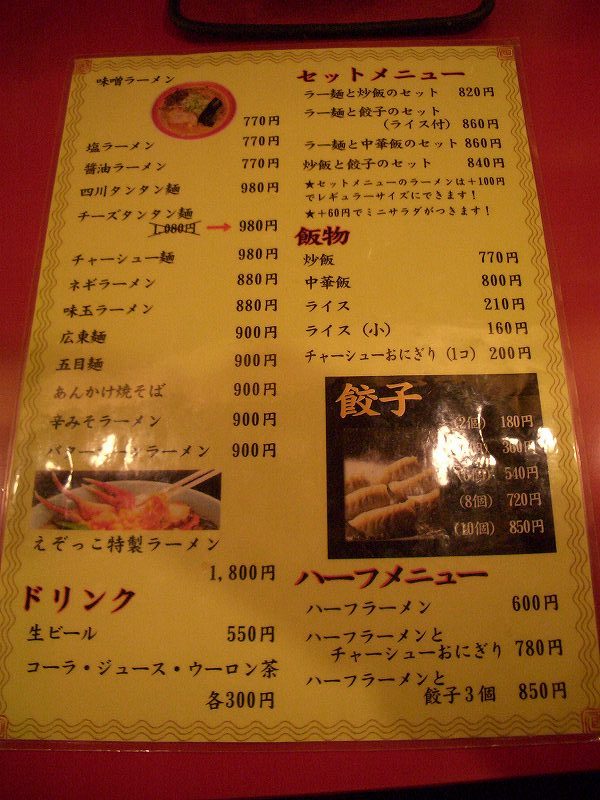 味噌ラーメン
770円
塩ラーメン 770円
醤油ラーメン 770円
四川タンタン麺 980円
チーズタンタン麺
1,080円 → 980円
チャーシュー麺 980円
ネギラーメン 880円
味玉ラーメン 880円
広東麺 900円
五目麺 900円
あんかけ焼そば 900円
辛みそラーメン 900円
バターコーンラーメン 900円
えぞっこ特製ラーメン
1,800円
ドリンク
生ビール 550円
コーラ・ジュース・ウーロン茶
各300円
セットメニュー
ラー麺と炒飯のセット 820円
ラー麺と餃子のセット
(ライス付) 860円
ラー麺と中華飯のセット 860円
炒飯と餃子のセット 840円
★セットメニューのラーメンは+100円
でレギュラーサイズにできます!
★+60円でミニサラダがつきます!
飯物
炒飯 770円
中華飯 800円
ライス 210円
ライス(小) 160円
チャーシューおにぎり(1コ) 200円
餃子
(2個) 180円
360円
540円
(8個) 720円
(10個) 850円
ハーフメニュー
ハーフラーメン 600円
ハーフラーメンと
チャーシューおにぎり 780円
ハーフラーメンと
餃子3個 850円